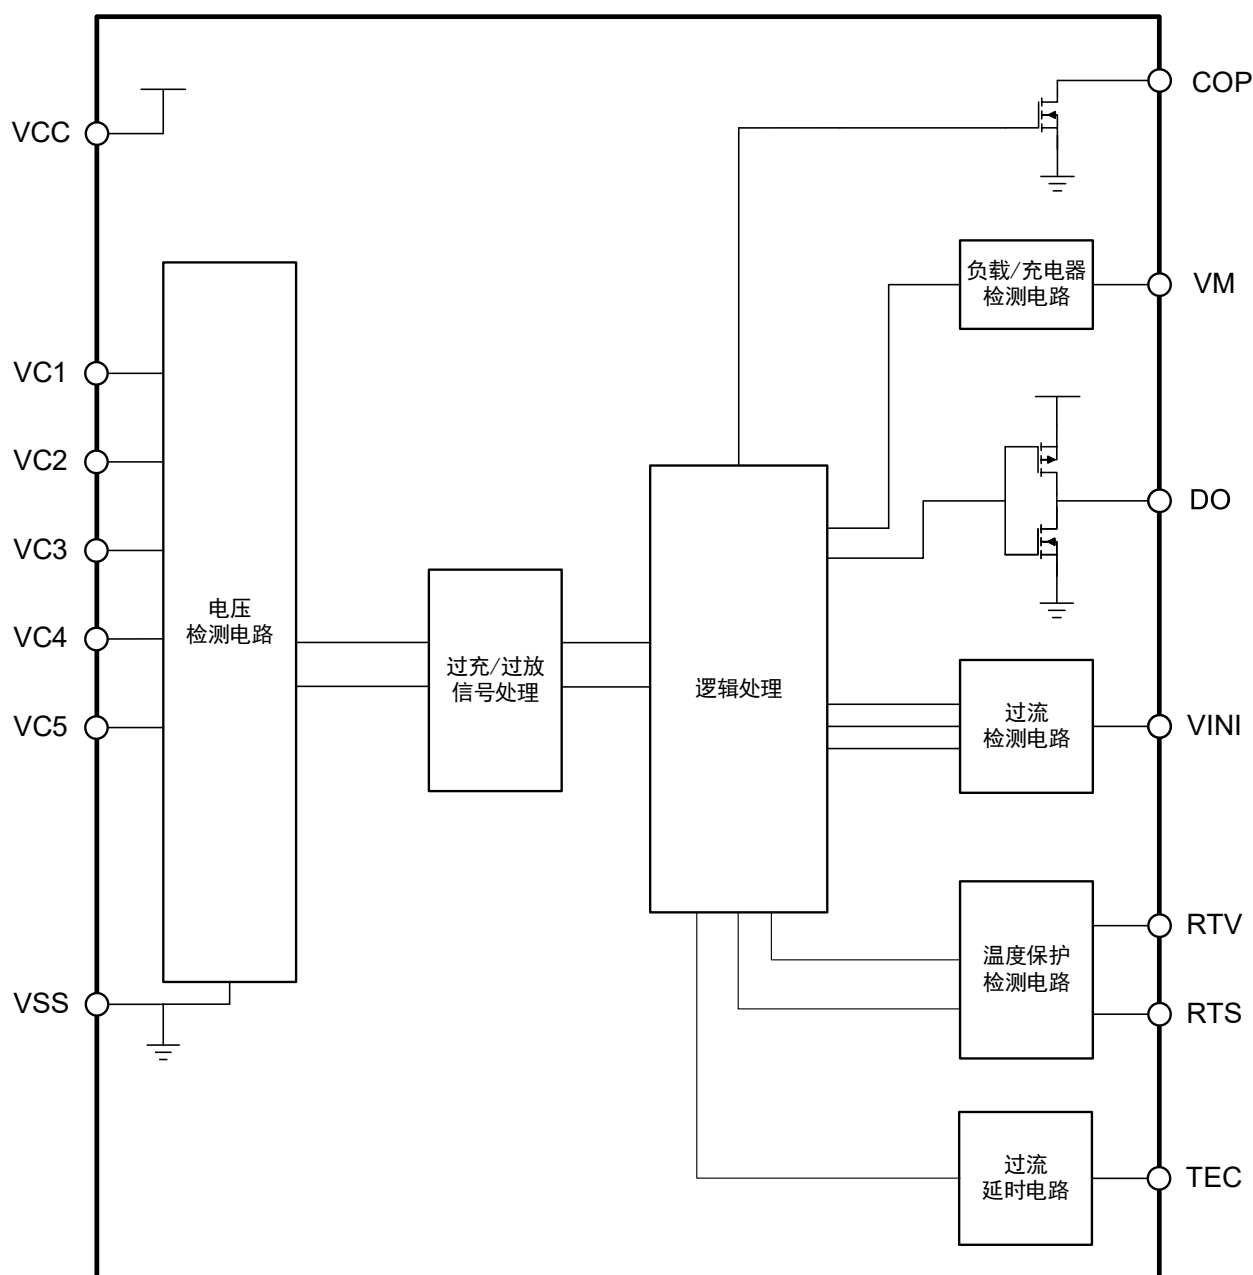 COP
VCC
负载/充电器
检测电路
VM
VC1
VC2
DO
VC3
电压
检测电路
VC4
过充/过放
信号处理
逻辑处理
VC5
过流
检测电路
VINI
RTV
温度保护
检测电路
VSS
RTS
过流
延时电路
TEC